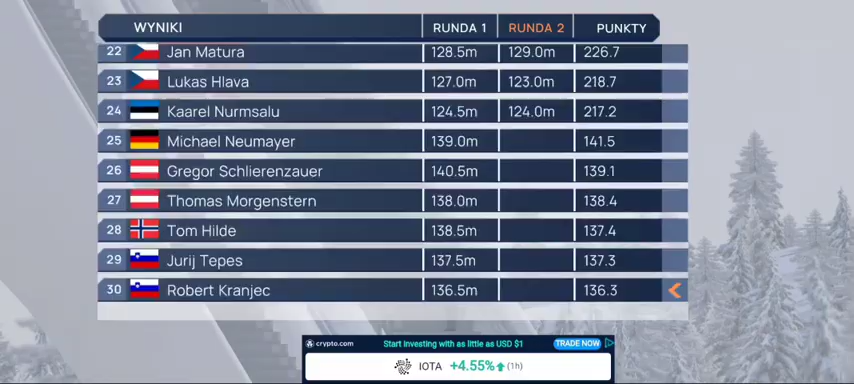 WYNIKI RUNDA 1 RUNDA 2 PUNKTY
22 Jan Matura 128.5m 129.0m 226.7
23 Lukas Hlava 127.0m 123.0m 218.7
24 Kaarel Nurmsalu 124.5m 124.0m 217.2
25 Michael Neumayer 139.0m 141.5
26 Gregor Schlierenzauer 140.5m 139.1
27 Thomas Morgenstern 138.0m 138.4
28 Tom Hilde 138.5m 137.4
29 Jurij Tepes 137.5m 137.3
30 Robert Kranjec 136.5m 136.3
crypto.com Start investing with as little as USD $1 TRADE NOW
IOTA +4.55% (1h)